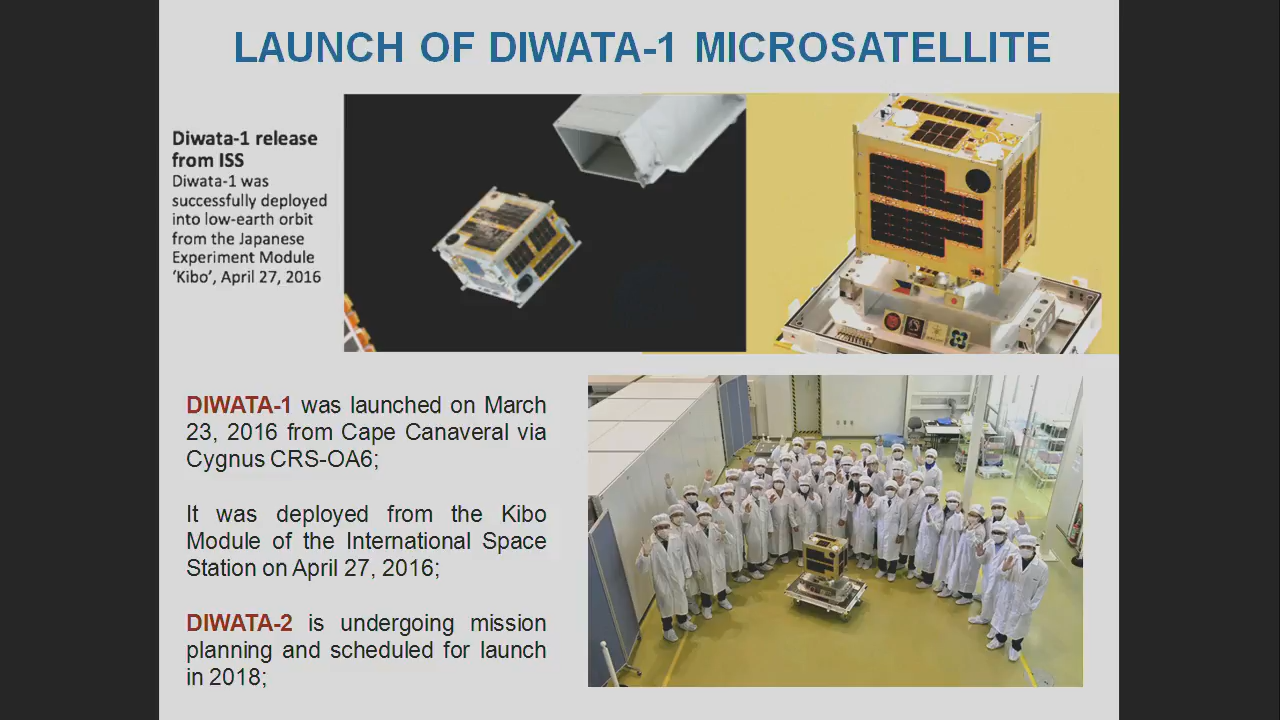 LAUNCH OF DIWATA-1 MICROSATELLITE
Diwata-1 release
from ISS
Diwata-1 was
successfully deployed
into low-earth orbit
from the Japanese
Experiment Module
‘Kibo’, April 27, 2016
DIWATA-1 was launched on March
23, 2016 from Cape Canaveral via
Cygnus CRS-OA6;
It was deployed from the Kibo
Module of the International Space
Station on April 27, 2016;
DIWATA-2 is undergoing mission
planning and scheduled for launch
in 2018;